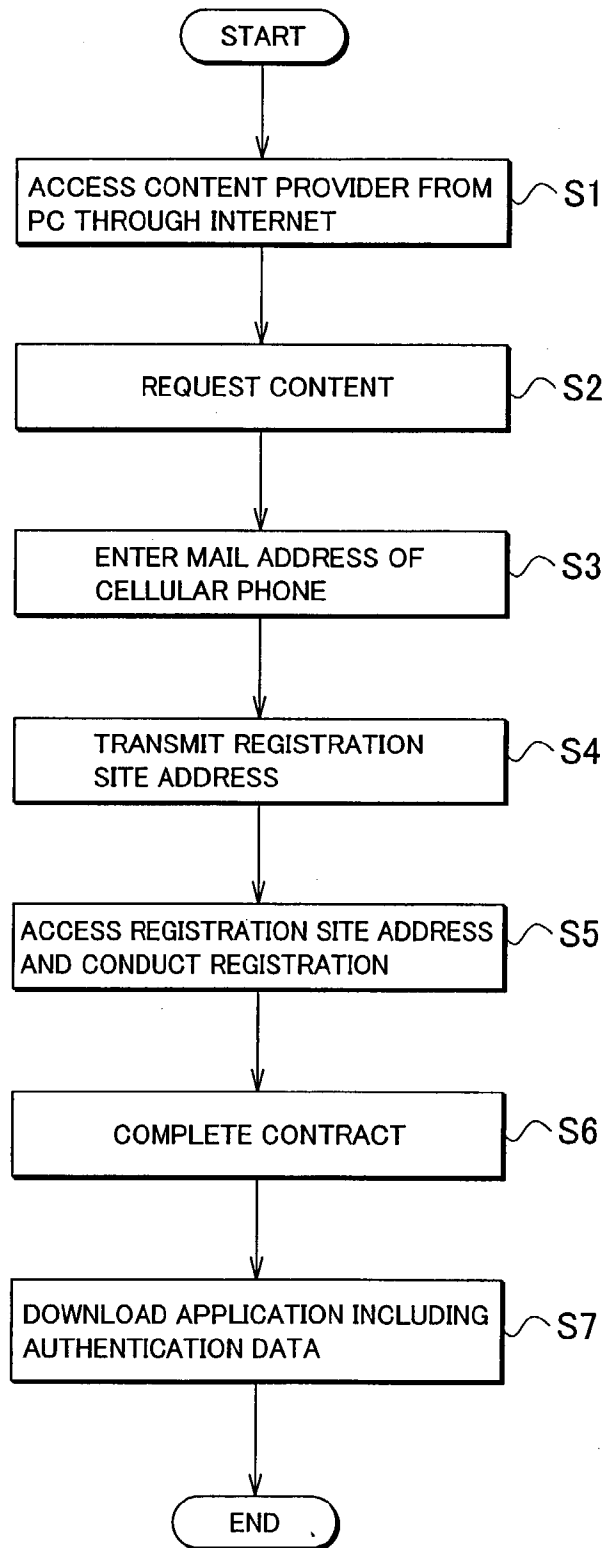 START
ACCESS CONTENT PROVIDER FROM
PC THROUGH INTERNET
S1
REQUEST CONTENT
S2
ENTER MAIL ADDRESS OF
CELLULAR PHONE
S3
TRANSMIT REGISTRATION
SITE ADDRESS
S4
ACCESS REGISTRATION SITE ADDRESS
AND CONDUCT REGISTRATION
S5
COMPLETE CONTRACT
S6
DOWNLOAD APPLICATION INCLUDING
AUTHENTICATION DATA
S7
END